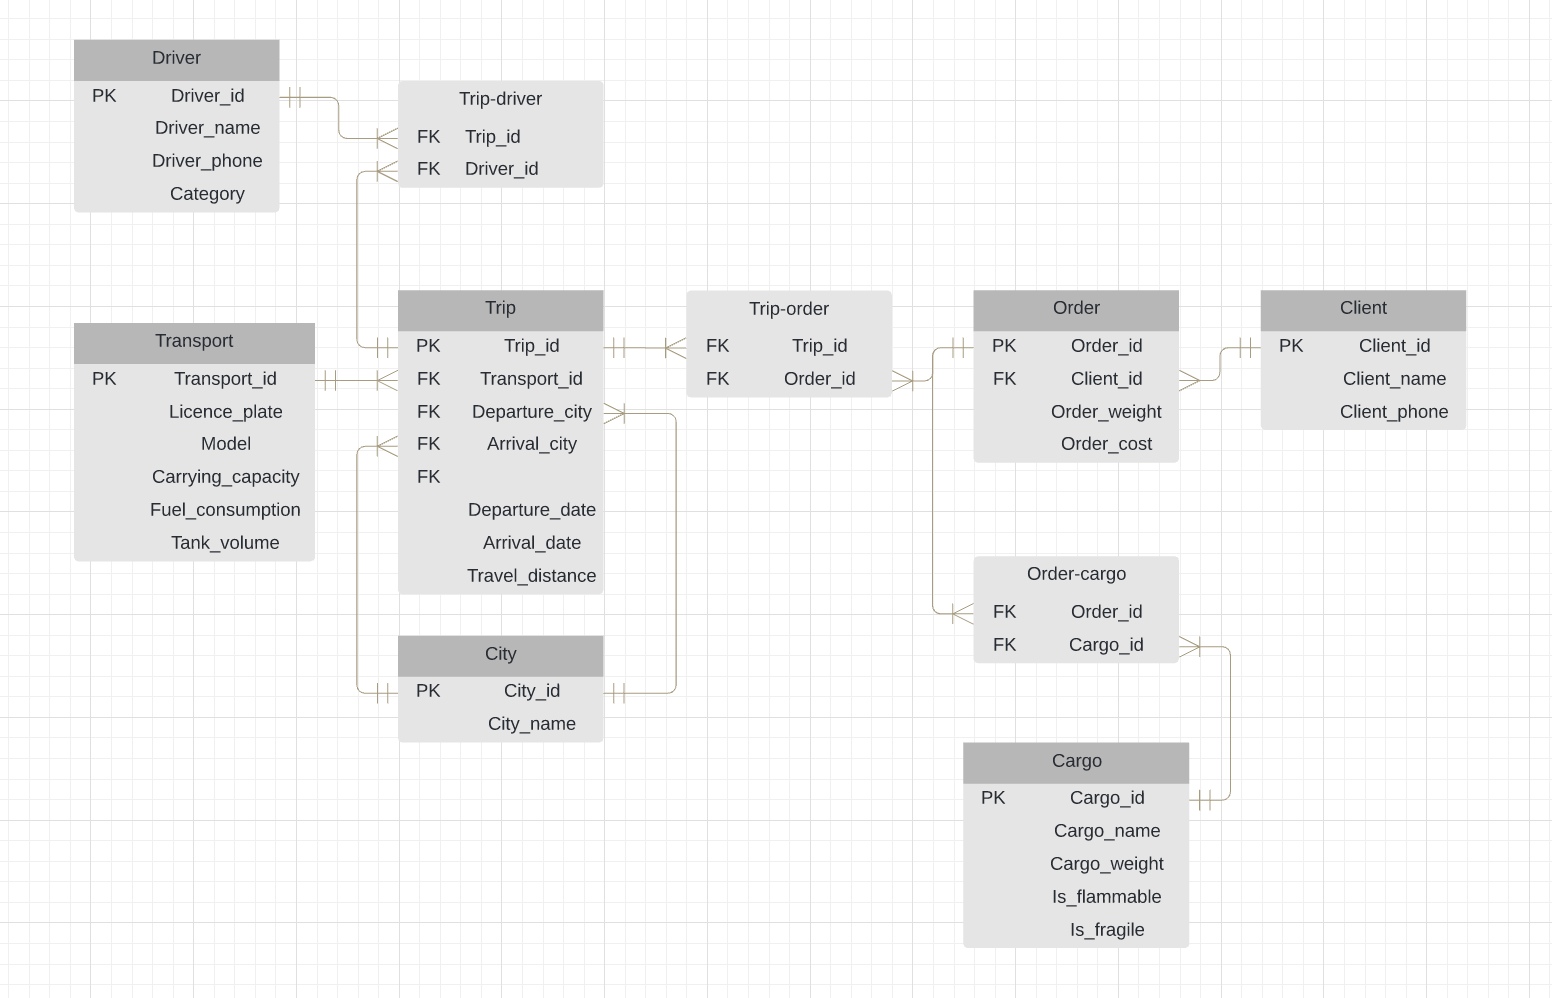 Driver
PK Driver_id
Driver_name
Driver_phone
Category
Trip-driver
FK Trip_id
FK Driver_id
Transport
PK Transport_id
Licence_plate
Model
Carrying_capacity
Fuel_consumption
Tank_volume
Trip
PK Trip_id
FK Transport_id
FK Departure_city
FK Arrival_city
FK
Departure_date
Arrival_date
Travel_distance
Trip-order
FK Trip_id
FK Order_id
Order
PK Order_id
FK Client_id
Order_weight
Order_cost
Client
PK Client_id
Client_name
Client_phone
City
PK City_id
City_name
Order-cargo
FK Order_id
FK Cargo_id
Cargo
PK Cargo_id
Cargo_name
Cargo_weight
Is_flammable
Is_fragile